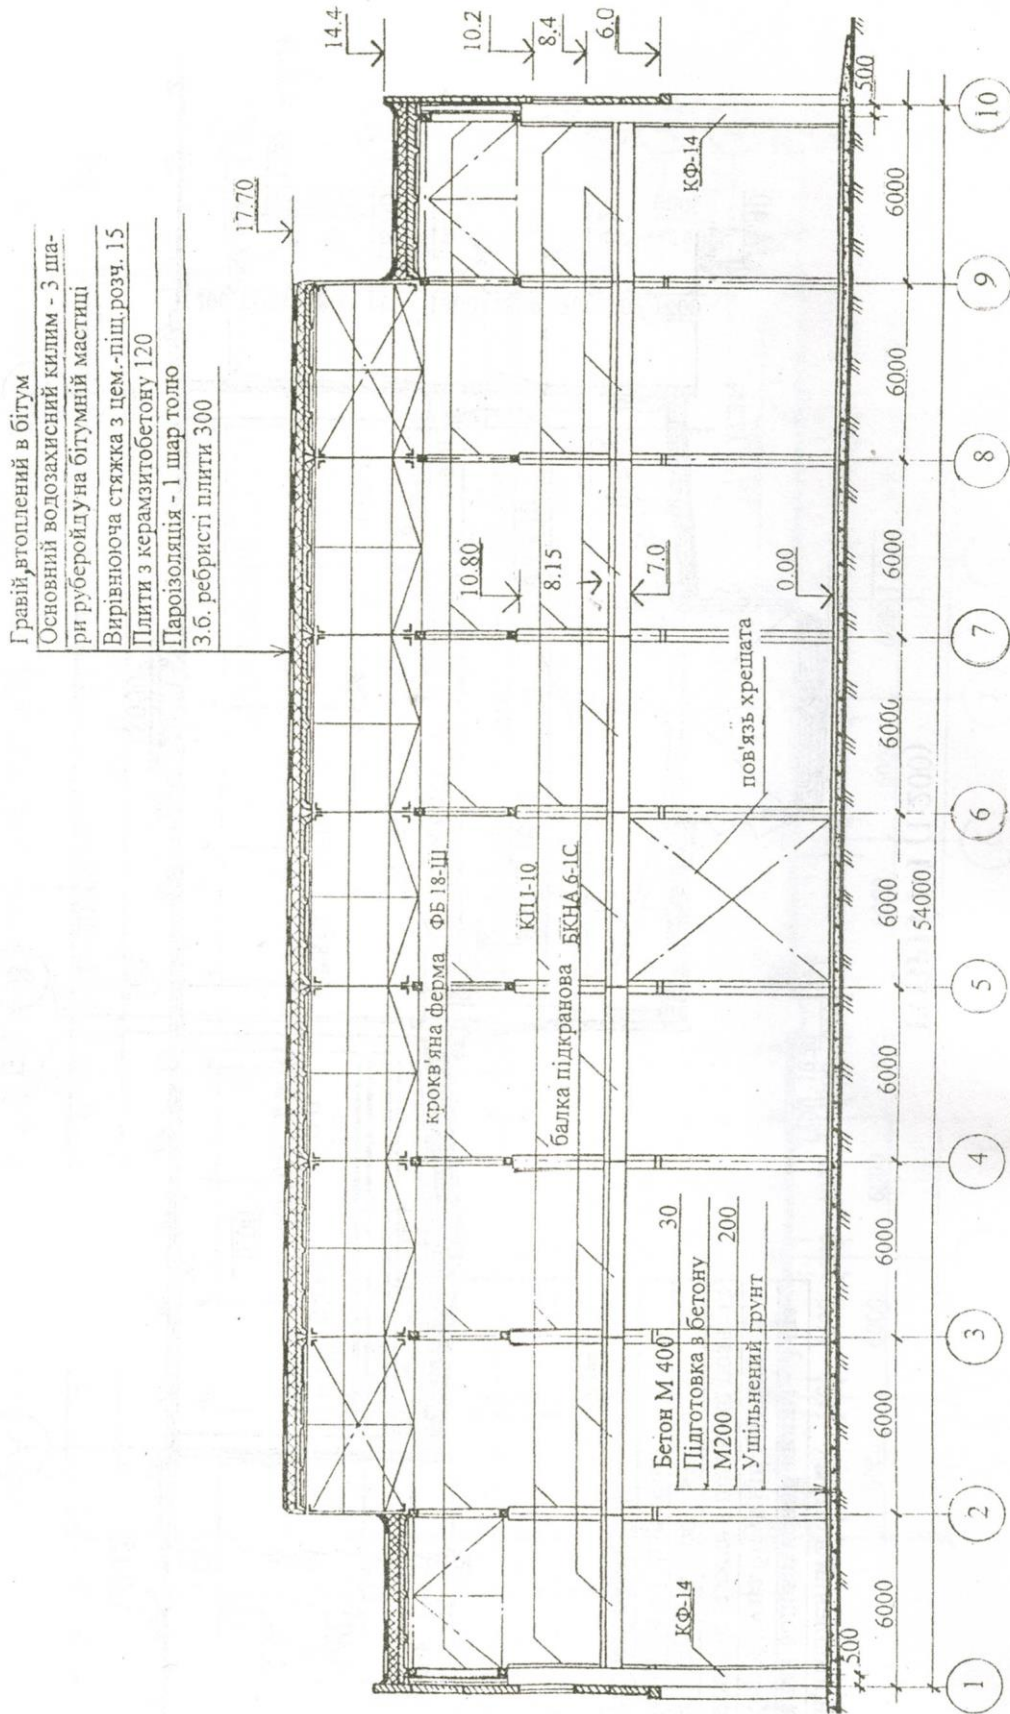 Гравій,втоплений в бітум
Основний водозахисний килим - 3 ша-
ри руберойду на бітумній мастиці
Вирівнююча стяжка з цем.-піщ.розч. 15
Плити з керамзитобетону 120
Пароізоляція - 1 шар толю
З.б. ребристі плити 300
17.70
14.4
10.2
8.4
6.0
кроквʼяна ферма ФБ 18-Ш
КП I-10
балка підкранова БКНА 6-1С
10.80
8.15
7.0
0.00
пов'язь хрещата
Бетон М 400 30
Підготовка з бетону
М200 200
Ущільнений грунт
КФ-14
КФ-14
500
500
6000
6000
6000
6000
6000
6000
6000
6000
6000
54000
1
2
3
4
5
6
7
8
9
10